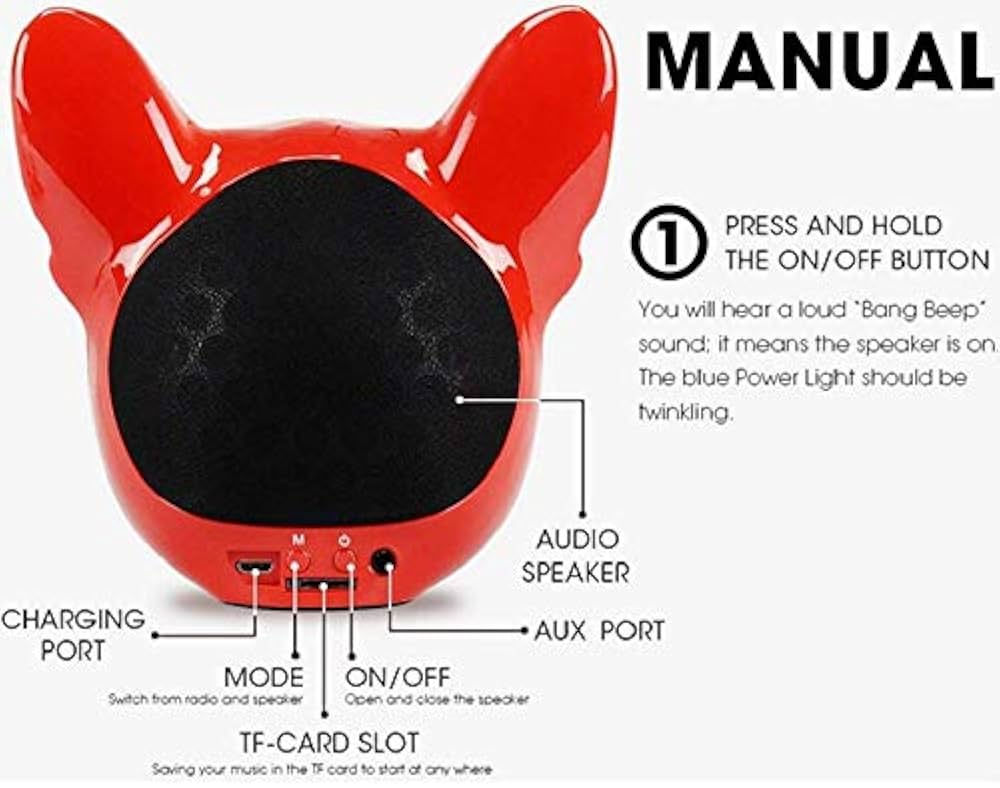 MANUAL
1
PRESS AND HOLD
THE ON/OFF BUTTON
You will hear a loud "Bang Beep"
sound; it means the speaker is on.
The blue Power Light should be
twinkling.
M
AUDIO
SPEAKER
CHARGING
PORT
AUX PORT
MODE
Switch from radio and speaker
ON/OFF
Open and close the speaker
TF-CARD SLOT
Saving your music in the TF card to start at any where